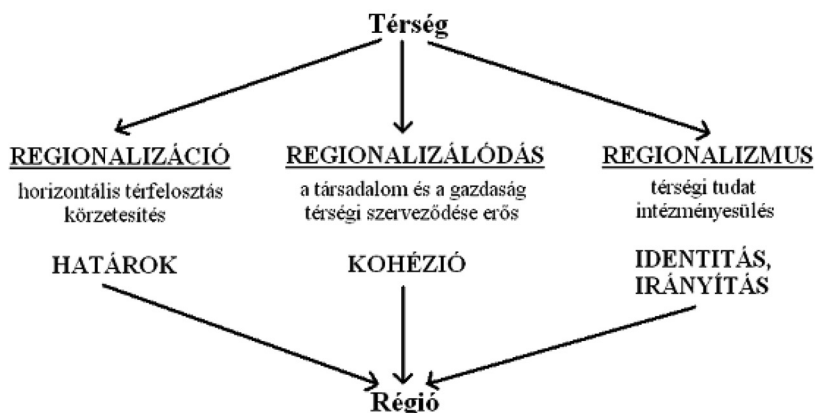 Térség
REGIONALIZÁCIÓ
horizontális térfelosztás
körzetesítés
HATÁROK
REGIONALIZÁLÓDÁS
a társadalom és a gazdaság
térségi szerveződése erős
KOHÉZIÓ
REGIONALIZMUS
térségi tudat
intézményesülés
IDENTITÁS,
IRÁNYÍTÁS
Régió